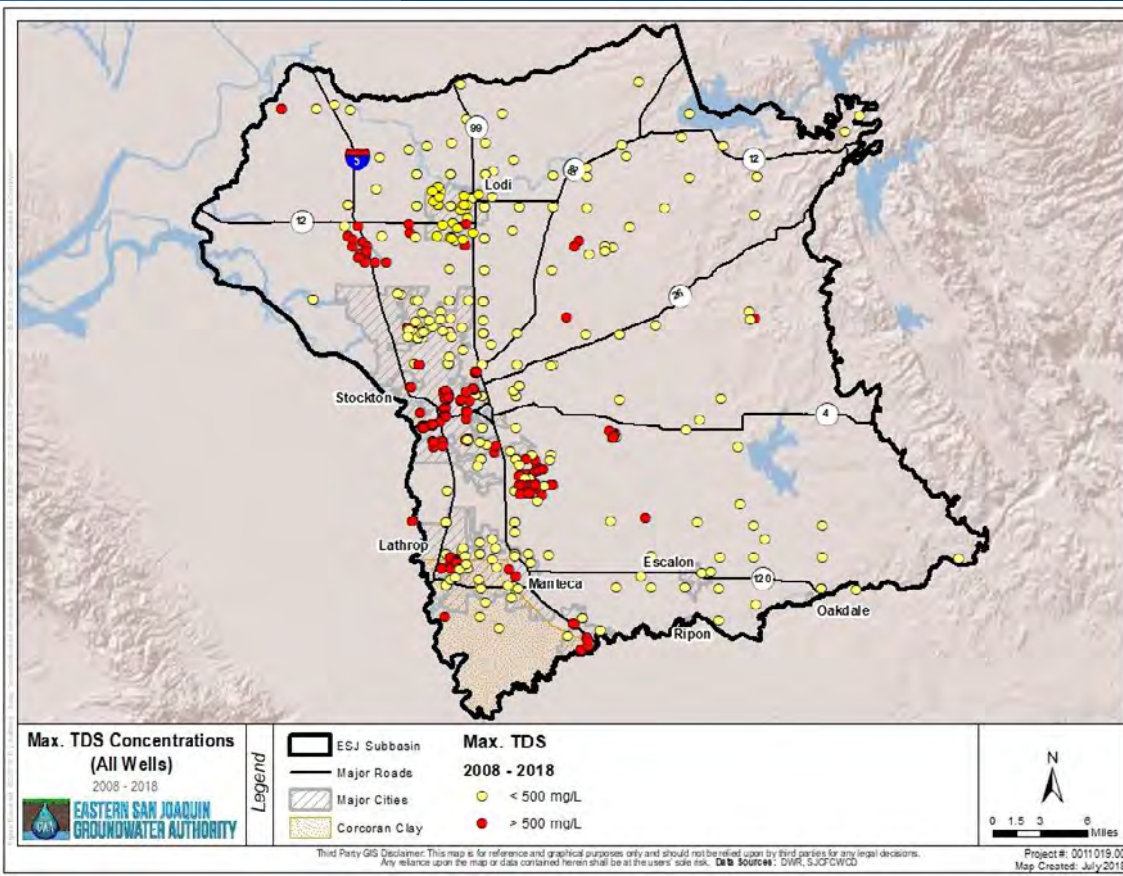 99
5
Lodi
88
12
12
26
Stockton
4
Lathrop
Escalon
Manteca
120
Oakdale
Ripon
Max. TDS Concentrations
(All Wells)
2008 - 2018
EASTERN SAN JOAQUIN
GROUNDWATER AUTHORITY
Legend
ESJ Subbasin
Major Roads
Major Cities
Corcoran Clay
Max. TDS
2008 - 2018
< 500 mg/L
> 500 mg/L
N
0 1.5 3 6
Miles
Third Party GIS Disclaimer: This map is for reference and graphical purposes only and should not be relied upon by third parties for any legal decisions.
Any reliance upon the map or data contained herein shall be at the users' sole risk. Data Sources: DWR, SJCFCWCD
Project #: 0011019.00
Map Created: July 2018